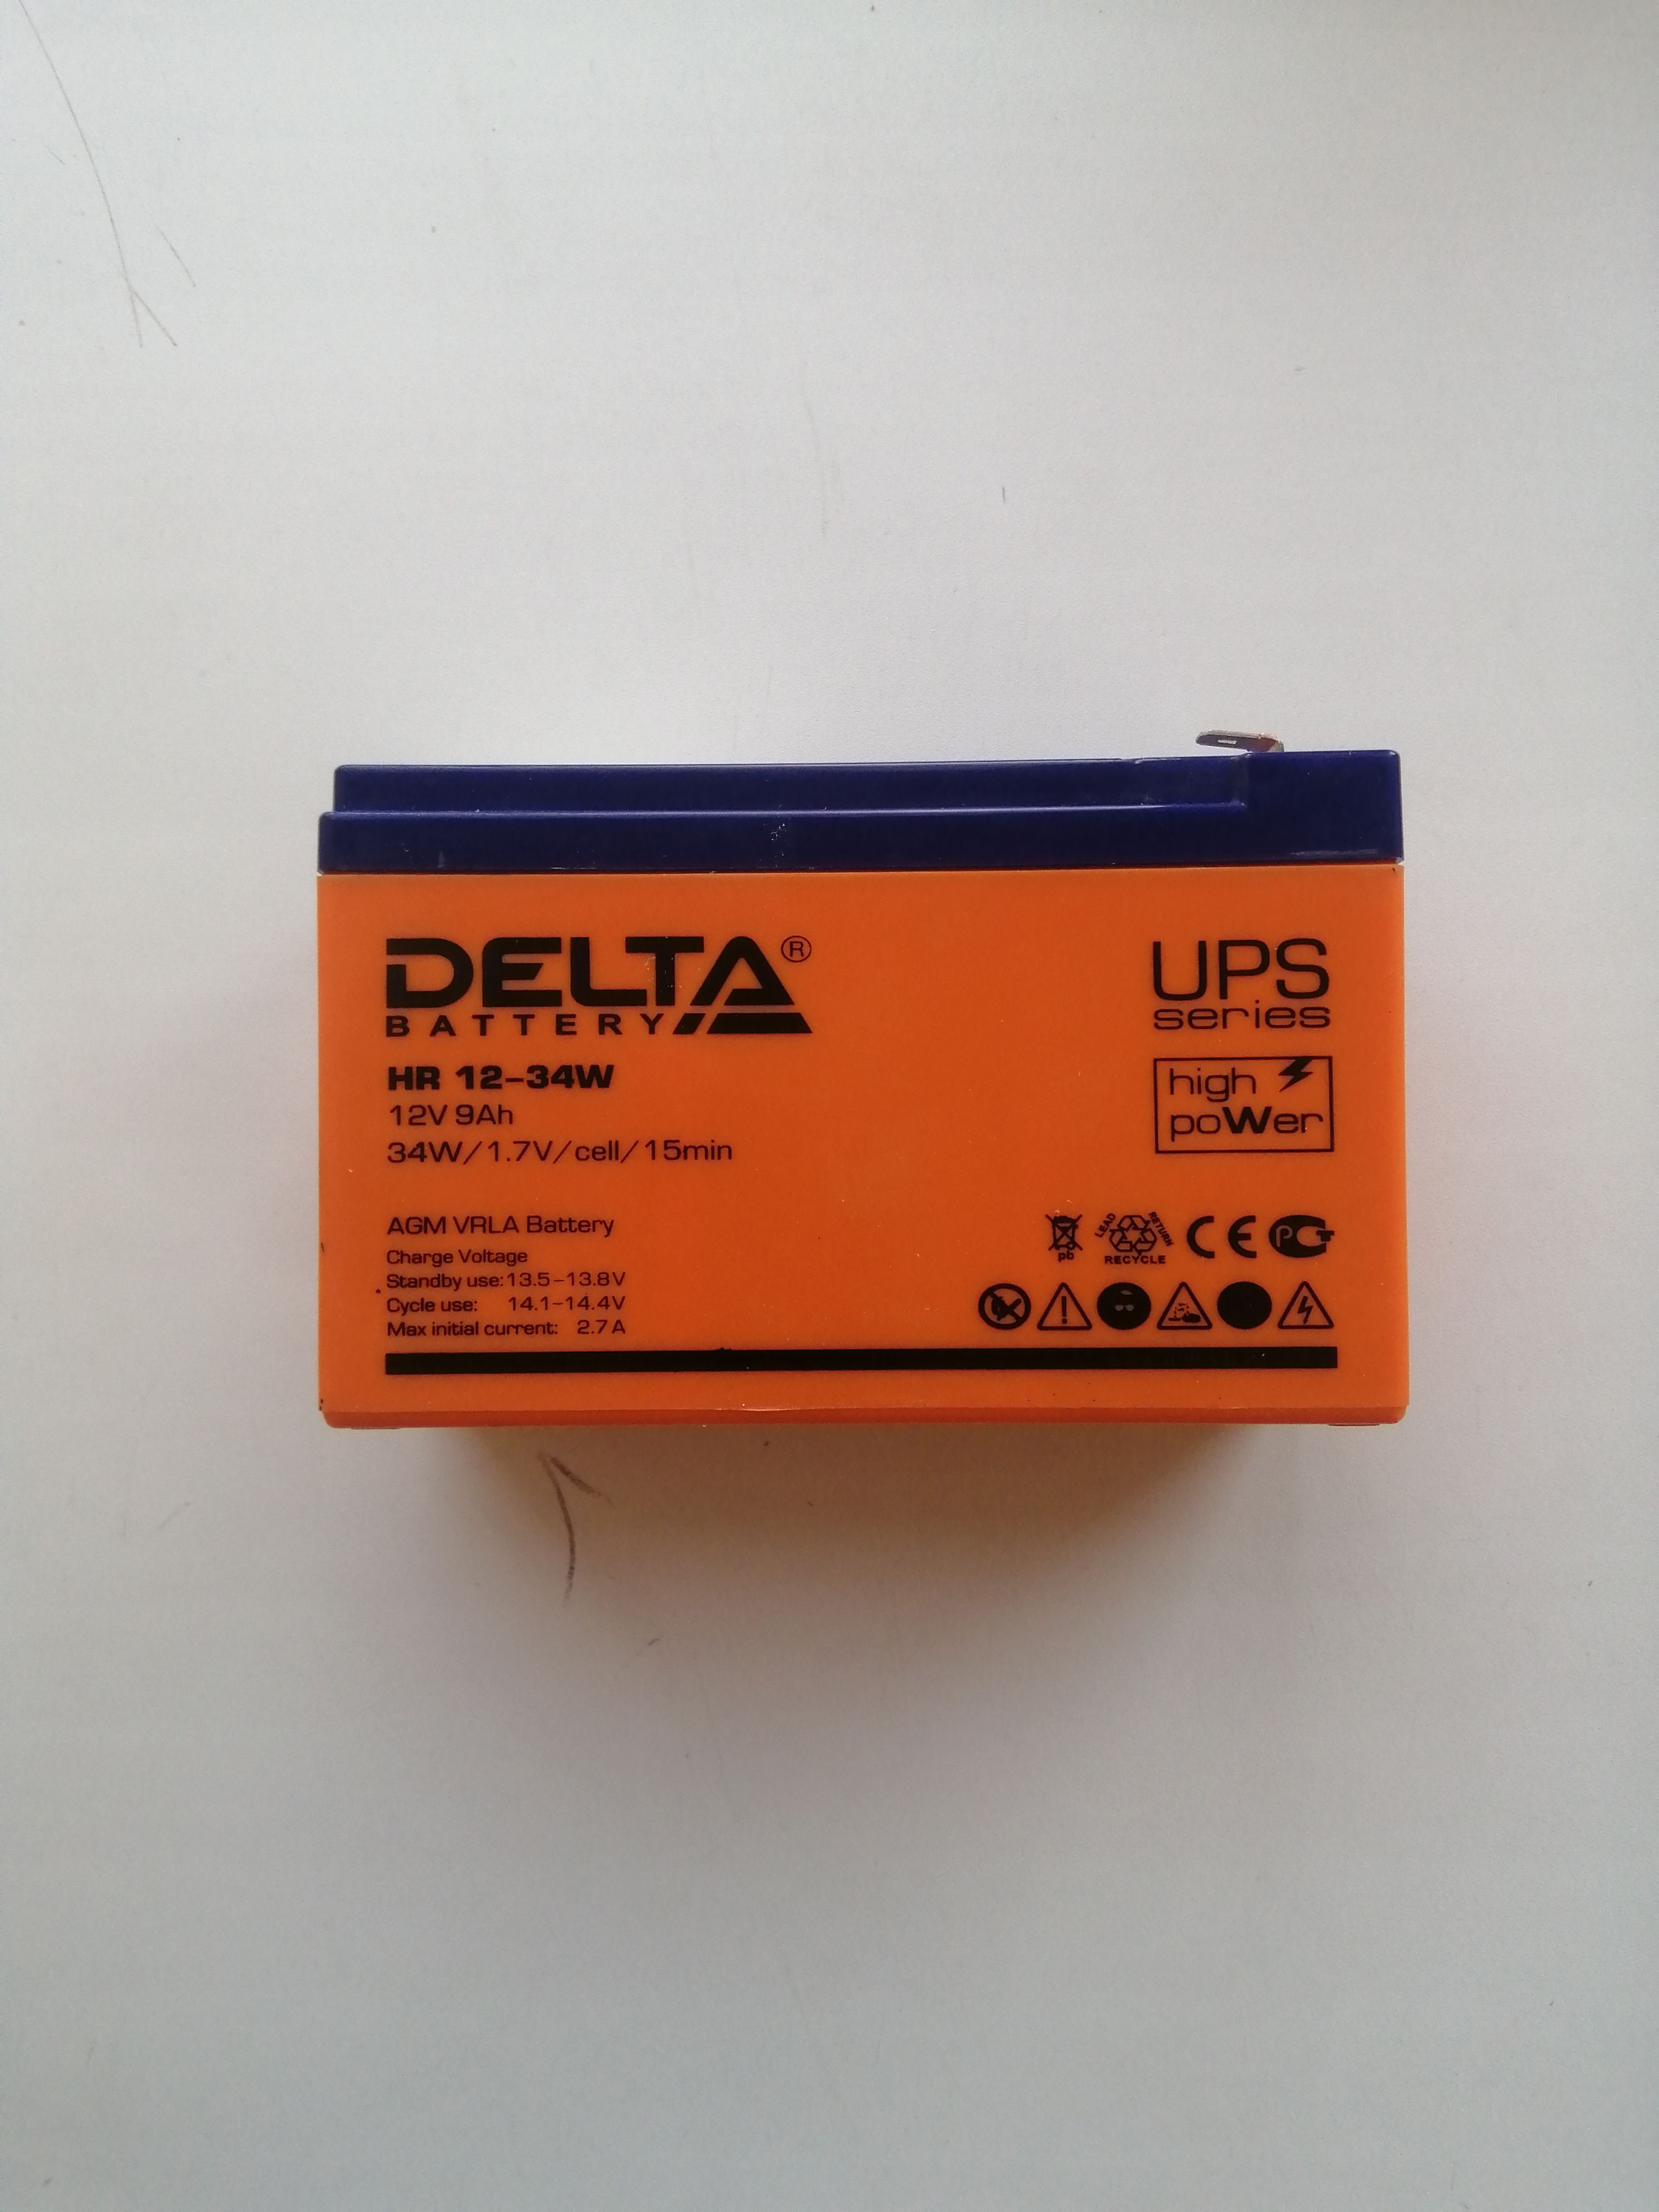 DELTA®
BATTERY
HR 12-34W
12V 9Ah
34W/1.7V/cell/15min
AGM VRLA Battery
Charge Voltage
Standby use: 13.5-13.8V
Cycle use: 14.1-14.4V
Max initial current: 2.7A
UPS
series
high
poWer
pb
LEAD
RETURN
RECYCLE
CE
РСТ